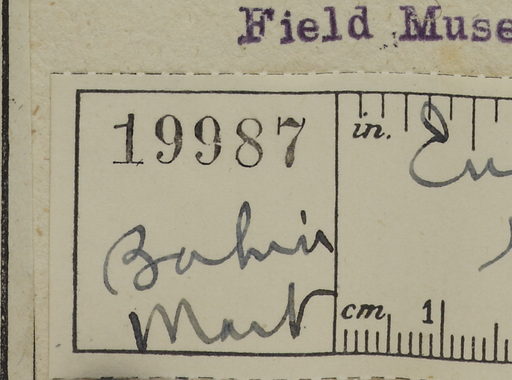 Field Muse
19987
in.
Bahia
Mart
cm 1